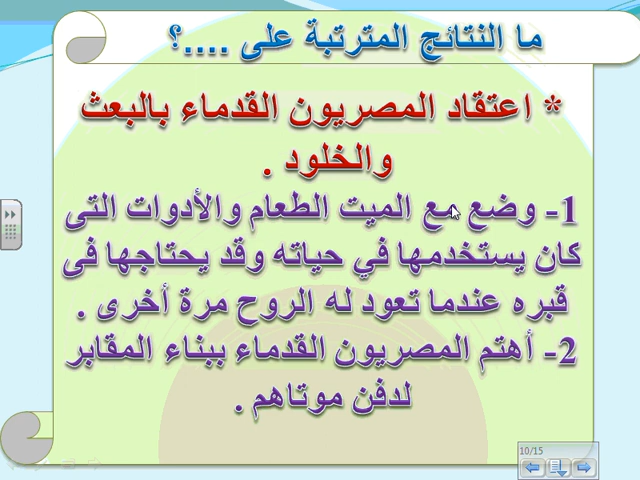 ما النتائج المترتبة على ....؟
* اعتقاد المصريون القدماء بالبعث
والخلود .
1- وضع مع الميت الطعام والأدوات التى
كان يستخدمها في حياته وقد يحتاجها فى
قبره عندما تعود له الروح مرة أخرى .
2- أهتم المصريون القدماء ببناء المقابر
لدفن موتاهم .
10/15